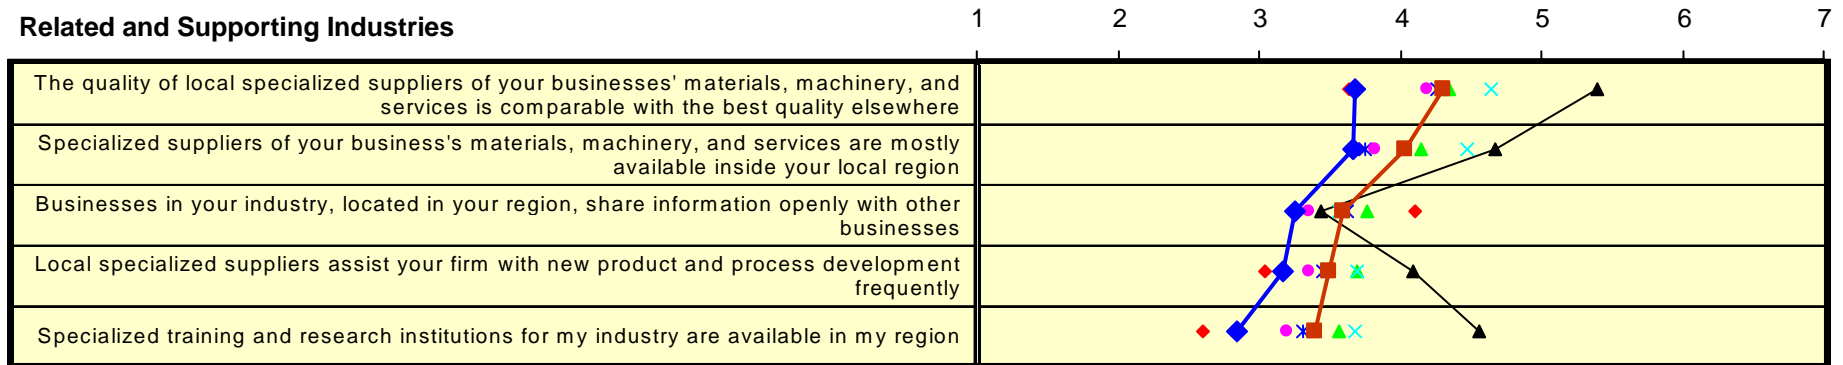 1 2 3 4 5 6 7
Related and Supporting Industries
The quality of local specialized suppliers of your businesses' materials, machinery, and
services is comparable with the best quality elsewhere
Specialized suppliers of your business's materials, machinery, and services are mostly
available inside your local region
Businesses in your industry, located in your region, share information openly with other
businesses
Local specialized suppliers assist your firm with new product and process development
frequently
Specialized training and research institutions for my industry are available in my region